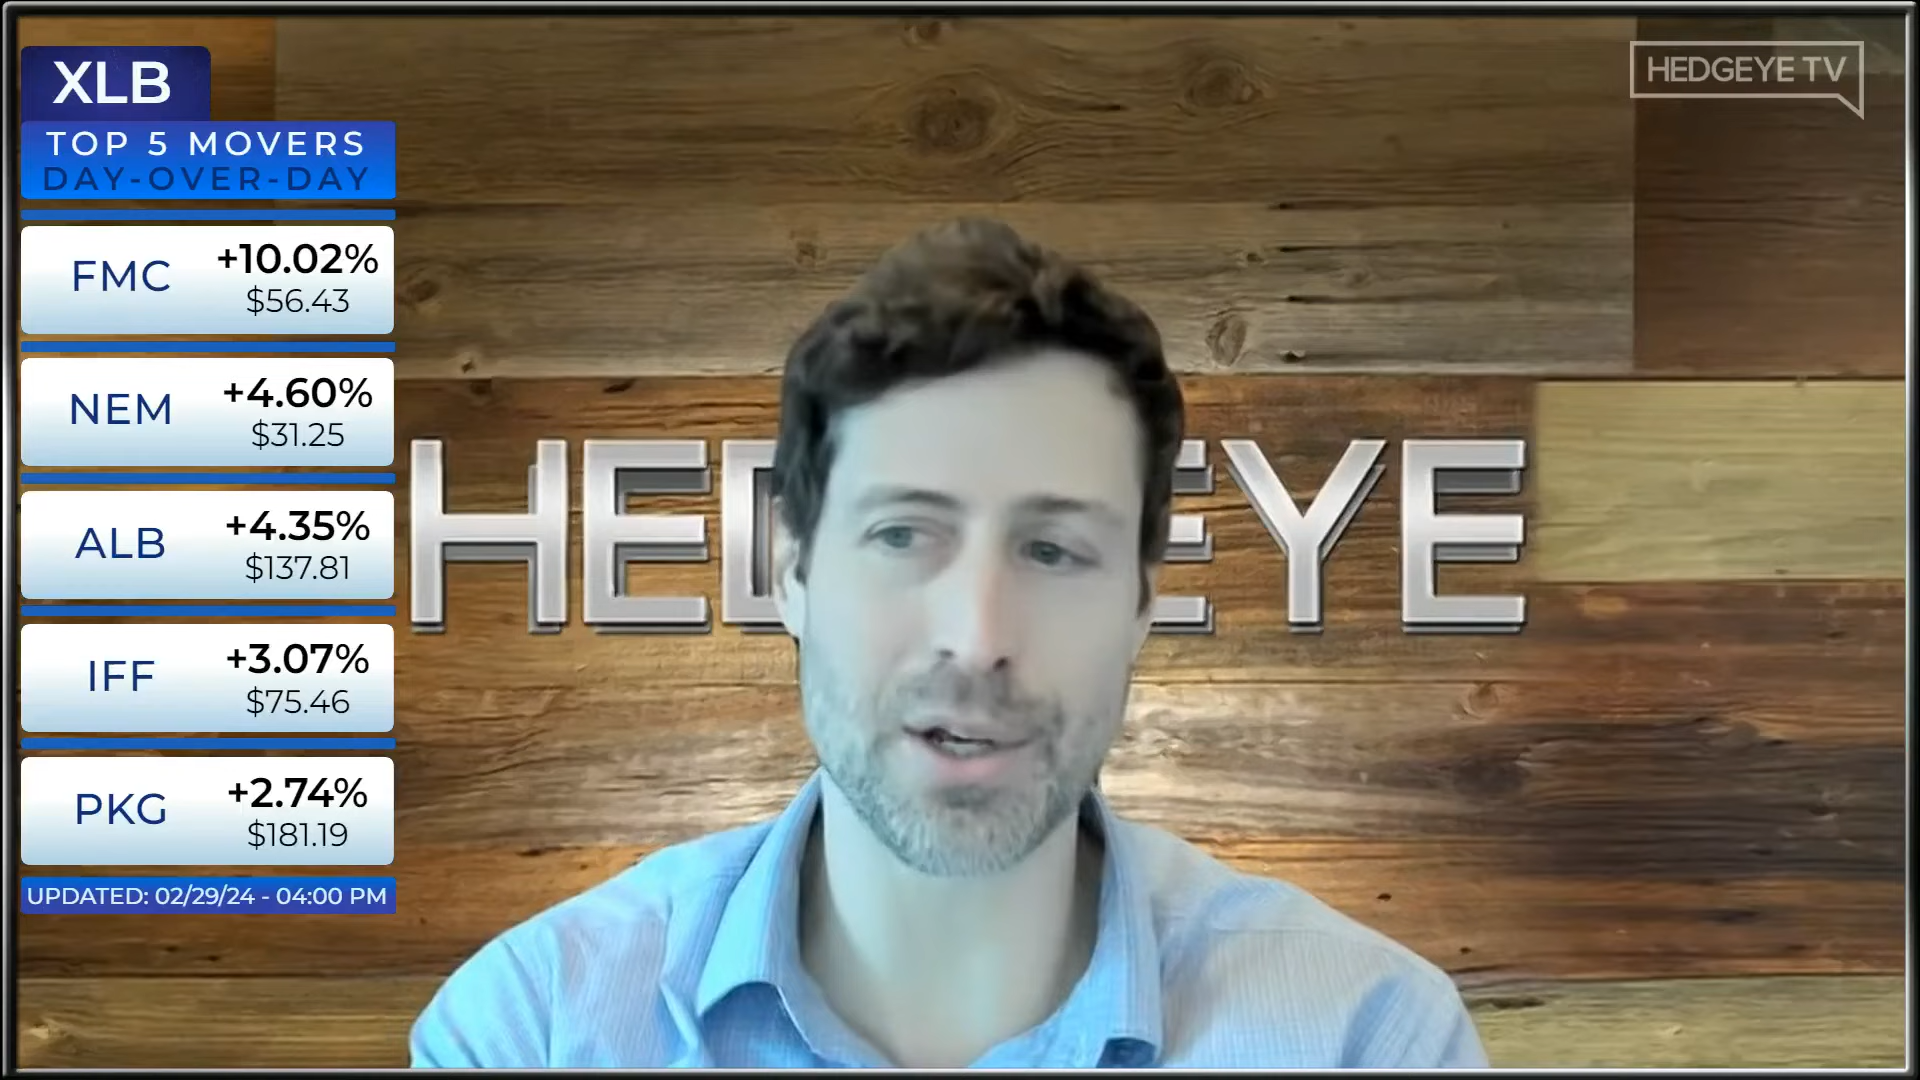 XLB
TOP 5 MOVERS
DAY-OVER-DAY
FMC +10.02%
$56.43
NEM +4.60%
$31.25
ALB +4.35%
$137.81
IFF +3.07%
$75.46
PKG +2.74%
$181.19
UPDATED: 02/29/24 - 04:00 PM
HEDGEYE TV
HED EYE